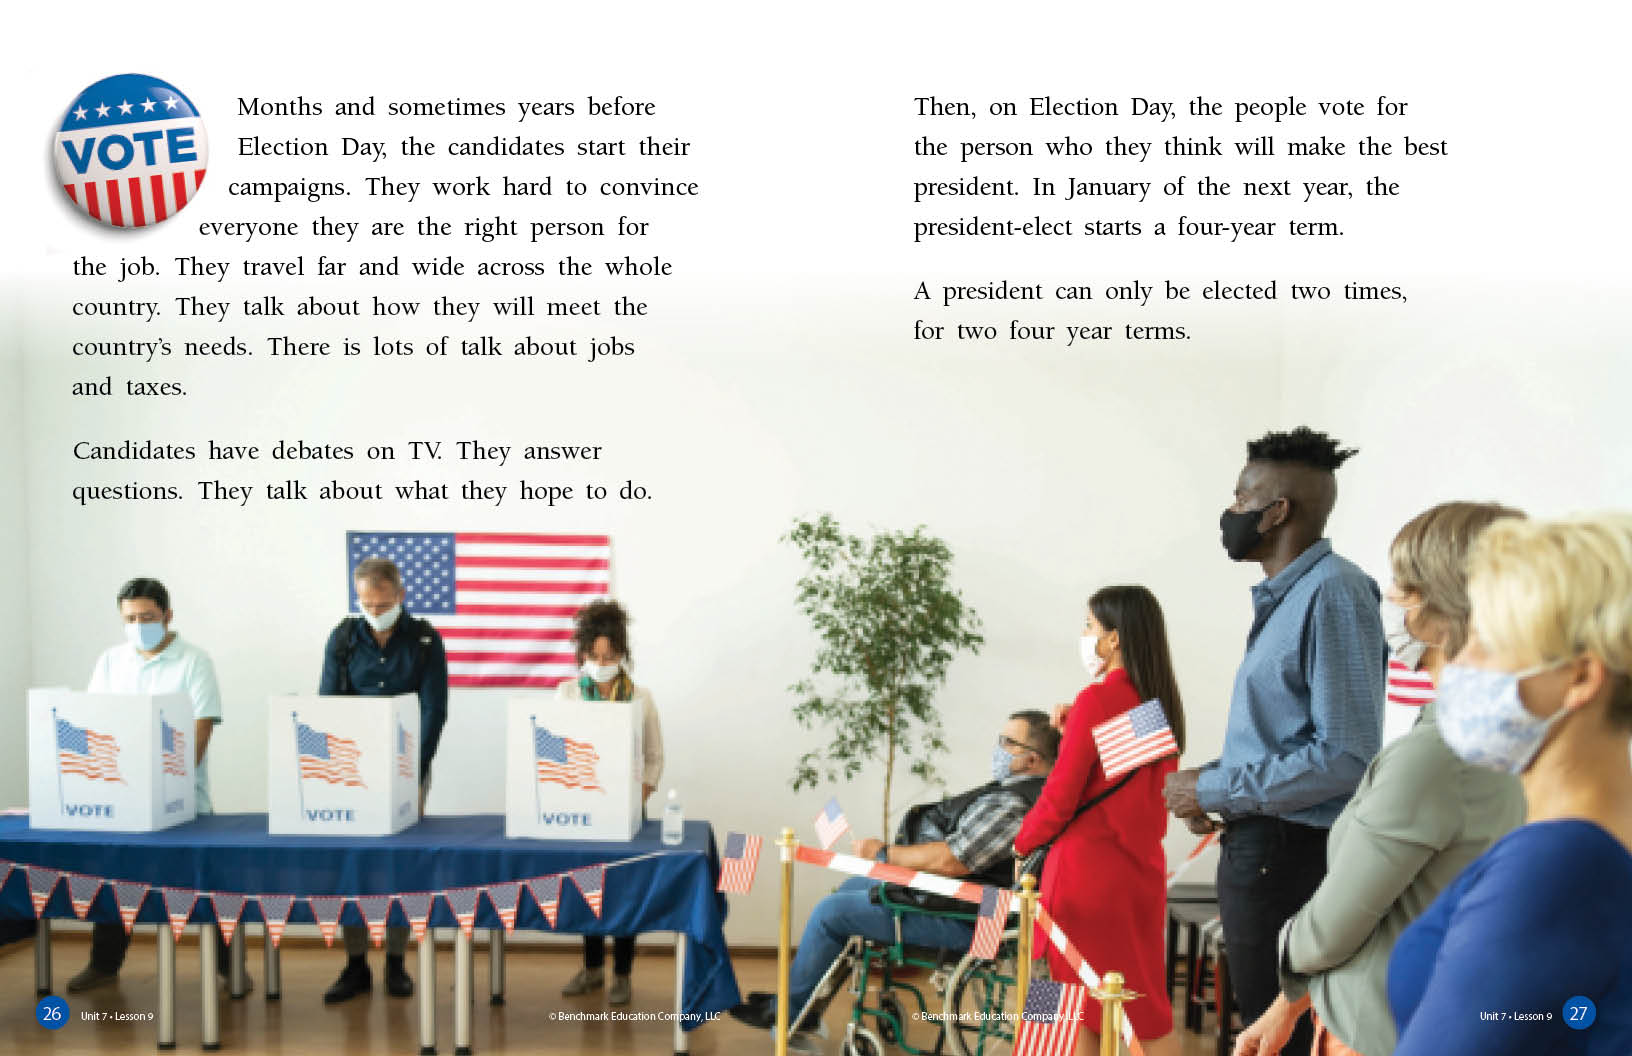 VOTE
Months and sometimes years before
Election Day, the candidates start their
campaigns. They work hard to convince
everyone they are the right person for
the job. They travel far and wide across the whole
country. They talk about how they will meet the
country’s needs. There is lots of talk about jobs
and taxes.
Candidates have debates on TV. They answer
questions. They talk about what they hope to do.
VOTE
VOTE
VOTE
26
Unit 7 • Lesson 9
© Benchmark Education Company, LLC
Then, on Election Day, the people vote for
the person who they think will make the best
president. In January of the next year, the
president-elect starts a four-year term.
A president can only be elected two times,
for two four year terms.
© Benchmark Education Company, LLC
Unit 7 • Lesson 9
27